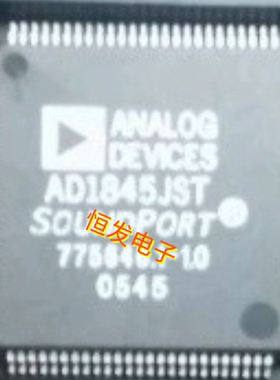 ANALOG
DEVICES
AD1845JST
SOUNDPORT®
恒发电子
0545